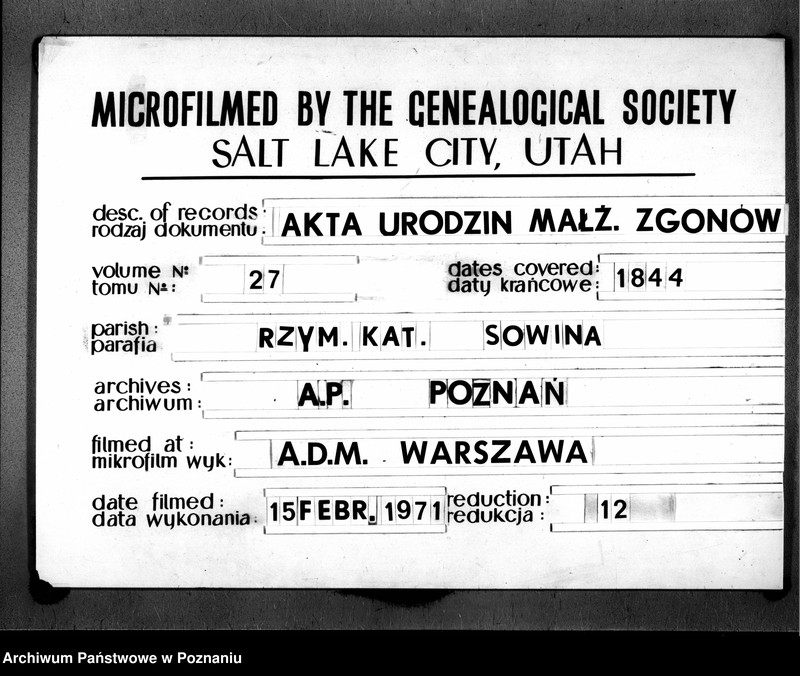 MICROFILMED BY THE GENEALOGICAL SOCIETY
SALT LAKE CITY, UTAH
desc. of records: AKTA URODZIN MAŁŻ. ZGONÓW
rodzaj dokumentu:
volume №: 27 dates covered: 1844
tomu №: daty krańcowe:
parish: RZYM. KAT. SOWINA
parafia
archives: A.P. POZNAŃ
archiwum:
filmed at: A.D.M. WARSZAWA
mikrofilm wyk:
date filmed: 15 FEBR. 1971 reduction: 12
data wykonania: redukcja:
Archiwum Państwowe w Poznaniu